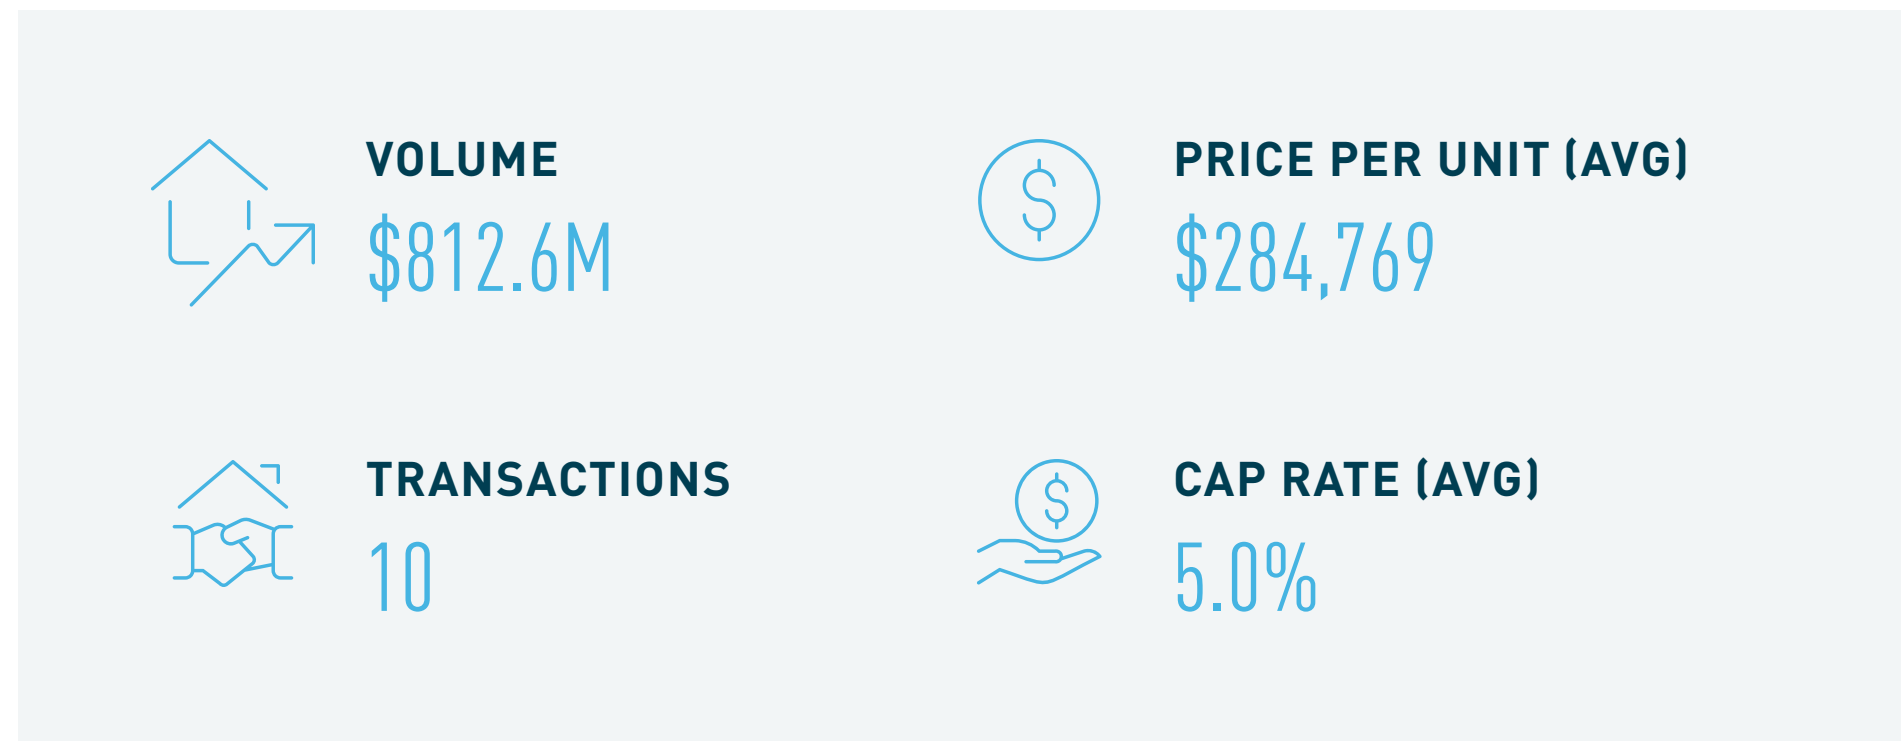 VOLUME
$812.6M
PRICE PER UNIT (AVG)
$284,769
TRANSACTIONS
10
CAP RATE (AVG)
5.0%